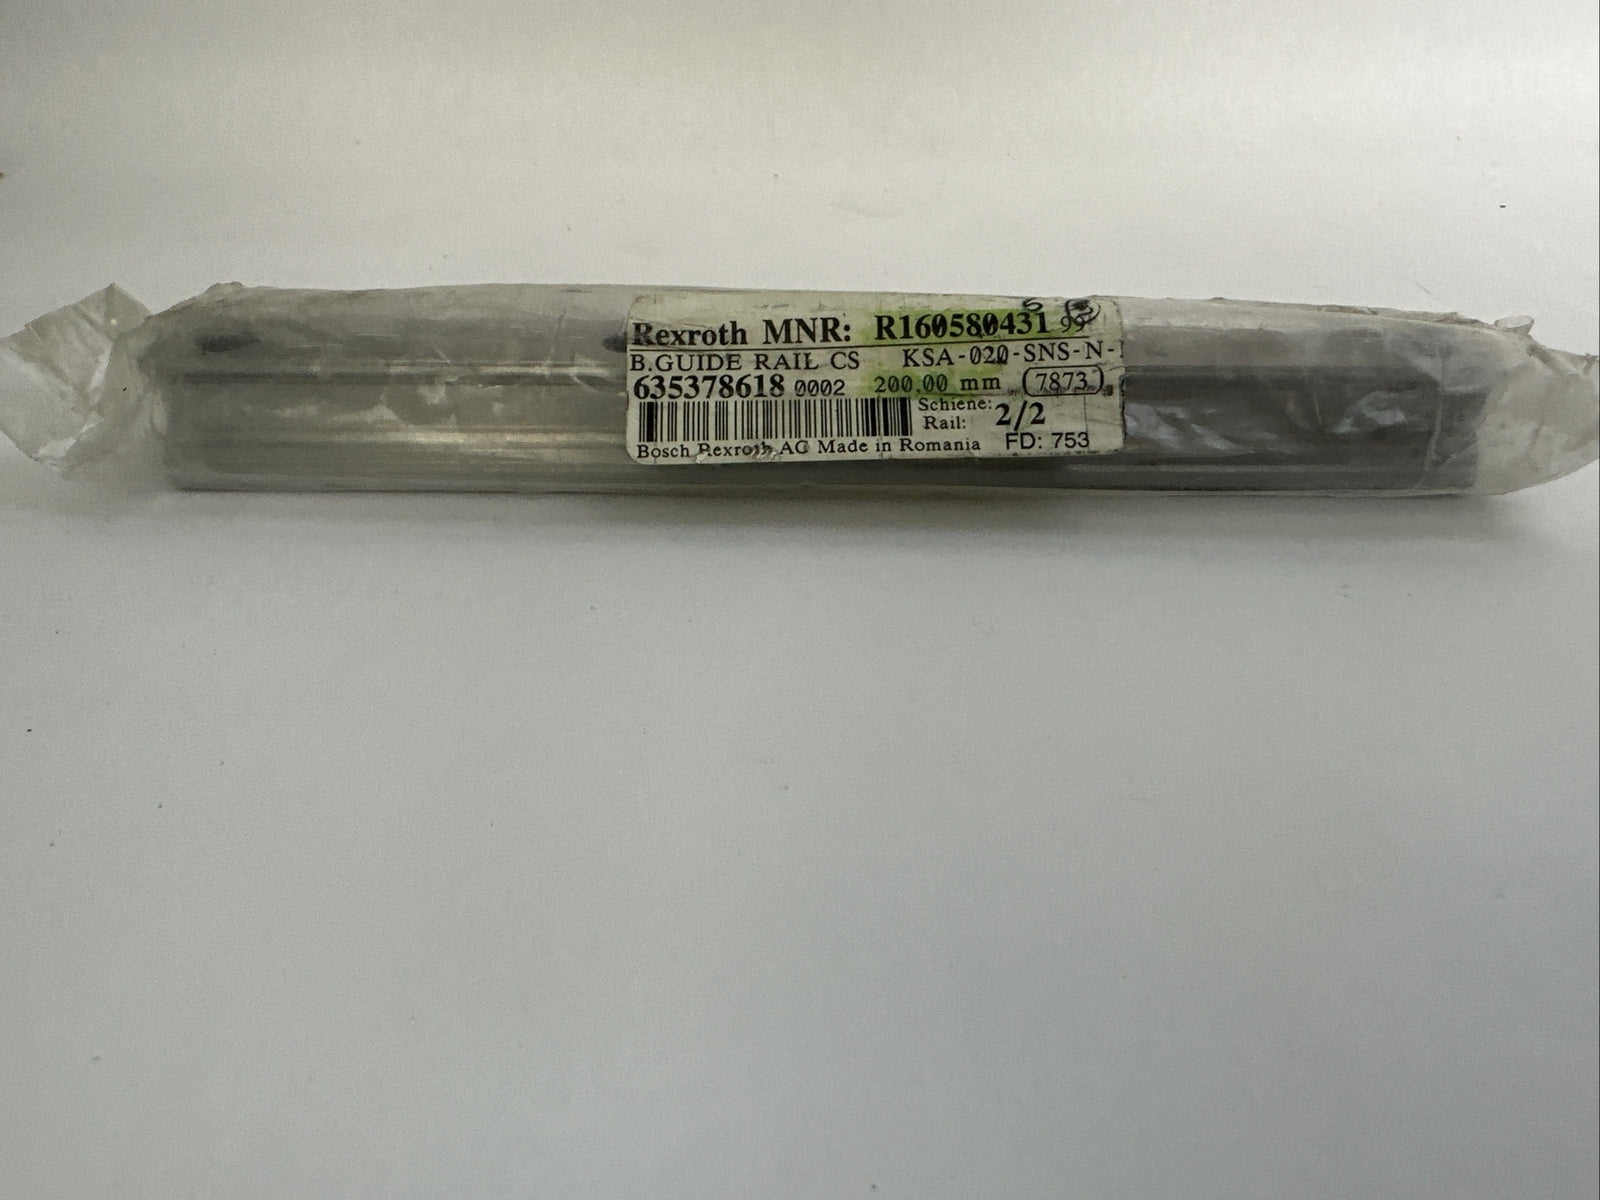 Rexroth MNR: R160580431 99
B.GUIDE RAIL CS KSA-020-SNS-N-
635378618 0002 200,00 mm 7873
Schiene:
Rail: 2/2
Bosch Rexroth AG Made in Romania FD: 753